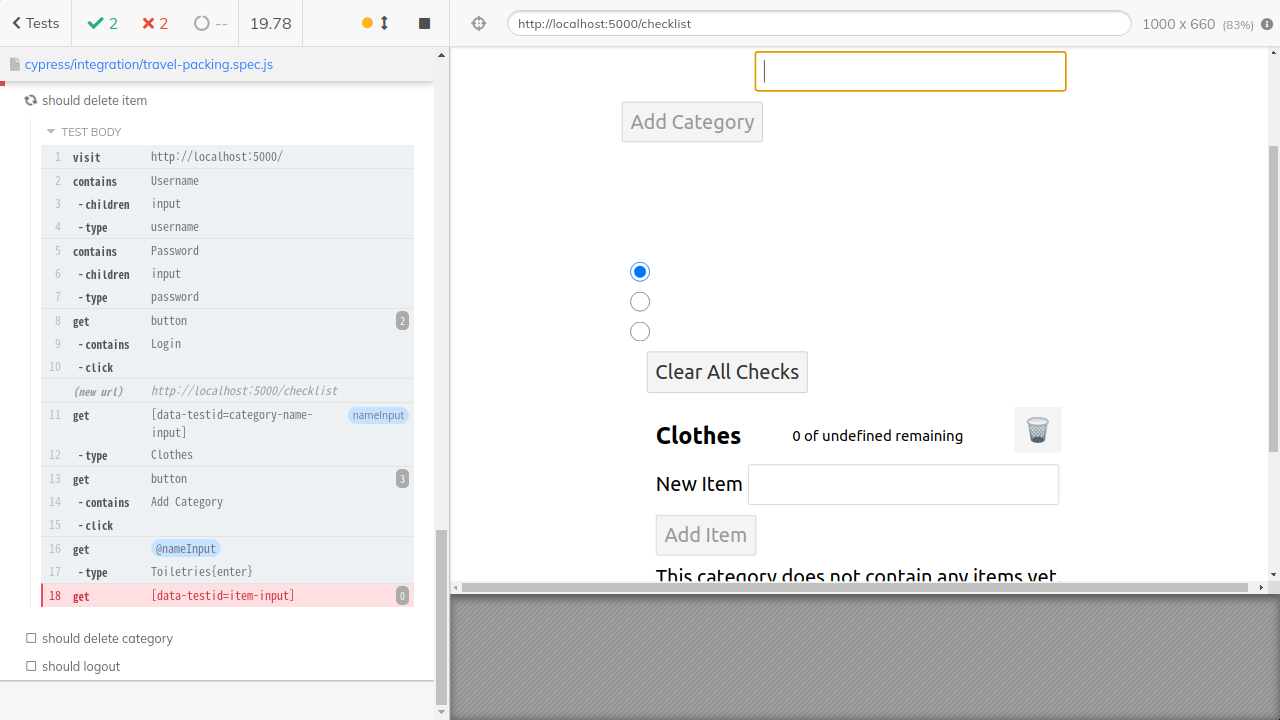 Tests
2
2
--
19.78
http://localhost:5000/checklist
1000 x 660 (83%)
cypress/integration/travel-packing.spec.js
should delete item
TEST BODY
1 visit http://localhost:5000/
2 contains Username
3 - children input
4 - type username
5 contains Password
6 - children input
7 - type password
8 get button 2
9 - contains Login
10 - click
(new url) http://localhost:5000/checklist
11 get [data-testid=category-name- nameInput
input]
12 - type Clothes
13 get button 3
14 - contains Add Category
15 - click
16 get @nameInput
17 - type Toiletries{enter}
18 get [data-testid=item-input] 0
should delete category
should logout
Add Category
Clear All Checks
Clothes 0 of undefined remaining
New Item
Add Item
This category does not contain any items yet.